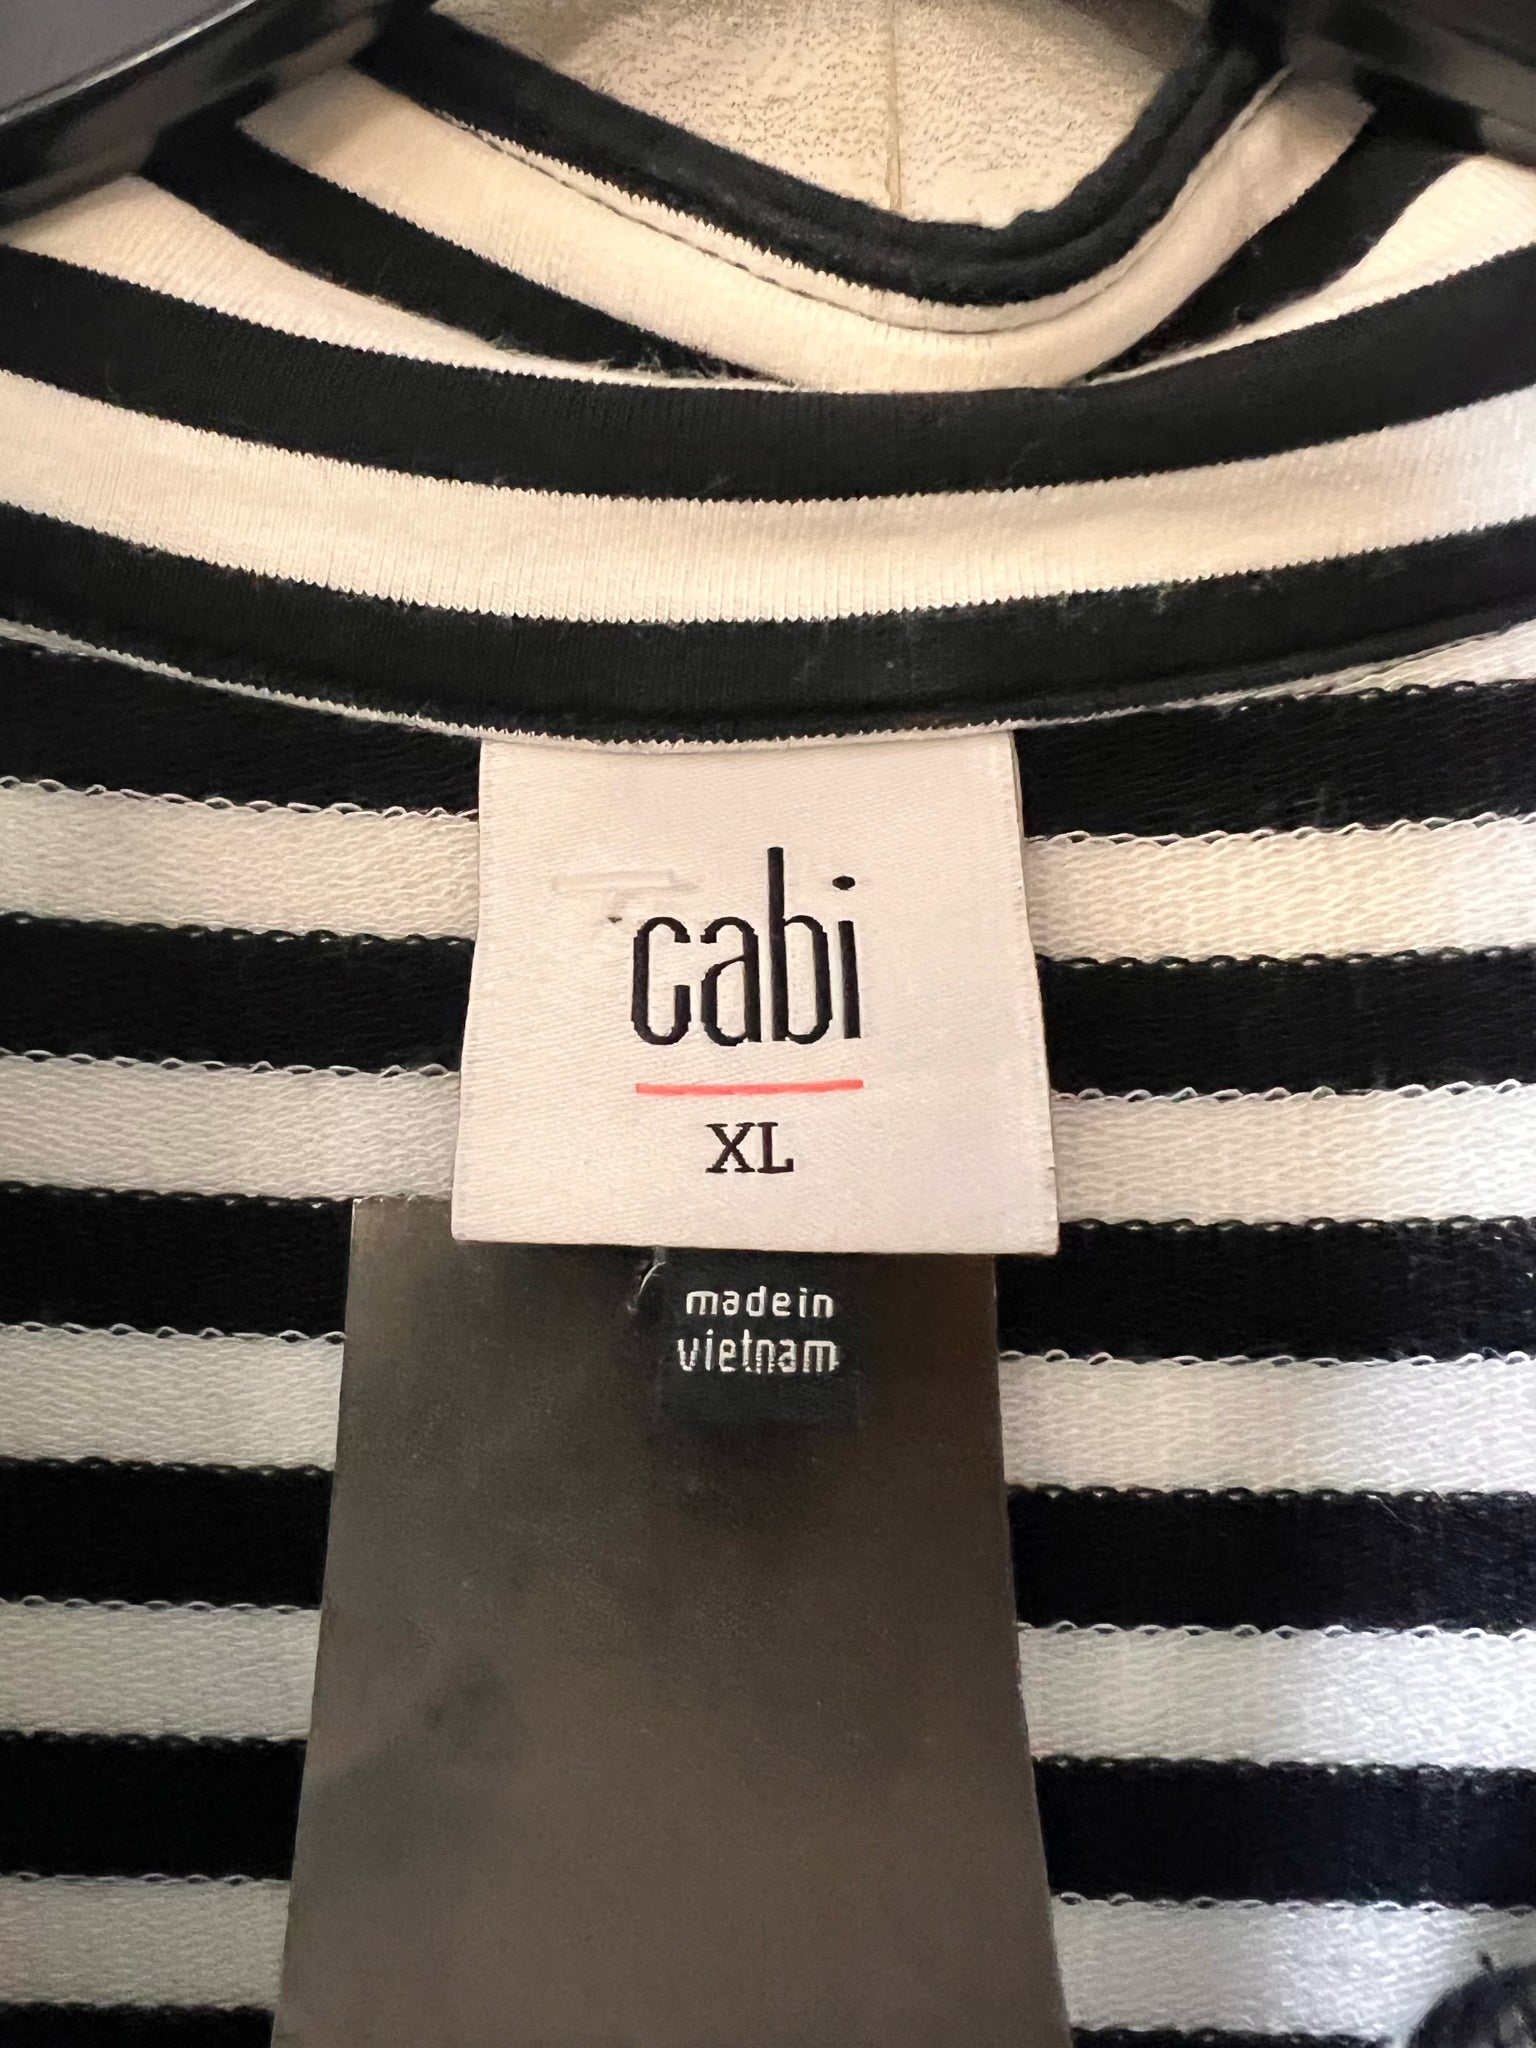 cabi
XL
made in
vietnam